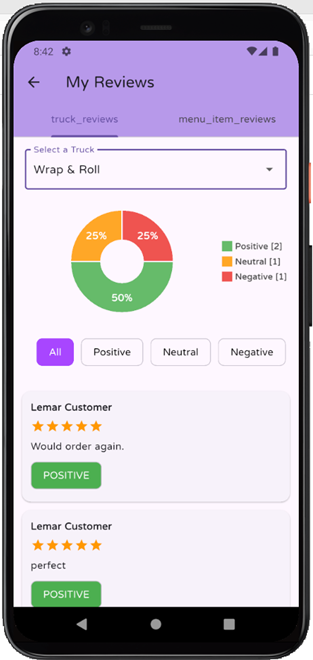 8:42
My Reviews
truck_reviews menu_item_reviews
Select a Truck
Wrap & Roll
25% 25%
50%
Positive [2]
Neutral [1]
Negative [1]
All Positive Neutral Negative
Lemar Customer
Would order again.
POSITIVE
Lemar Customer
perfect
POSITIVE